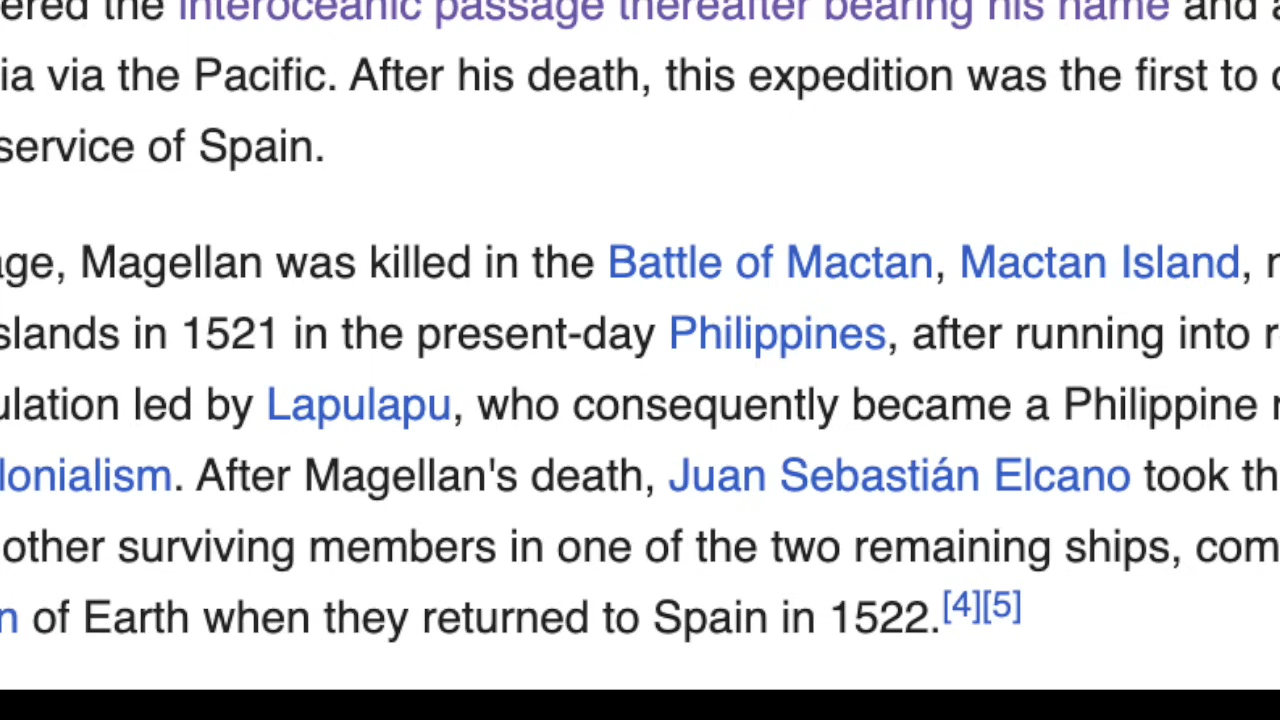 ered the interoceanic passage thereafter bearing his name and a
ia via the Pacific. After his death, this expedition was the first to c
service of Spain.
age, Magellan was killed in the Battle of Mactan, Mactan Island, n
slands in 1521 in the present-day Philippines, after running into r
ulation led by Lapulapu, who consequently became a Philippine n
lonialism. After Magellan's death, Juan Sebastián Elcano took th
other surviving members in one of the two remaining ships, com
n of Earth when they returned to Spain in 1522.[4][5]